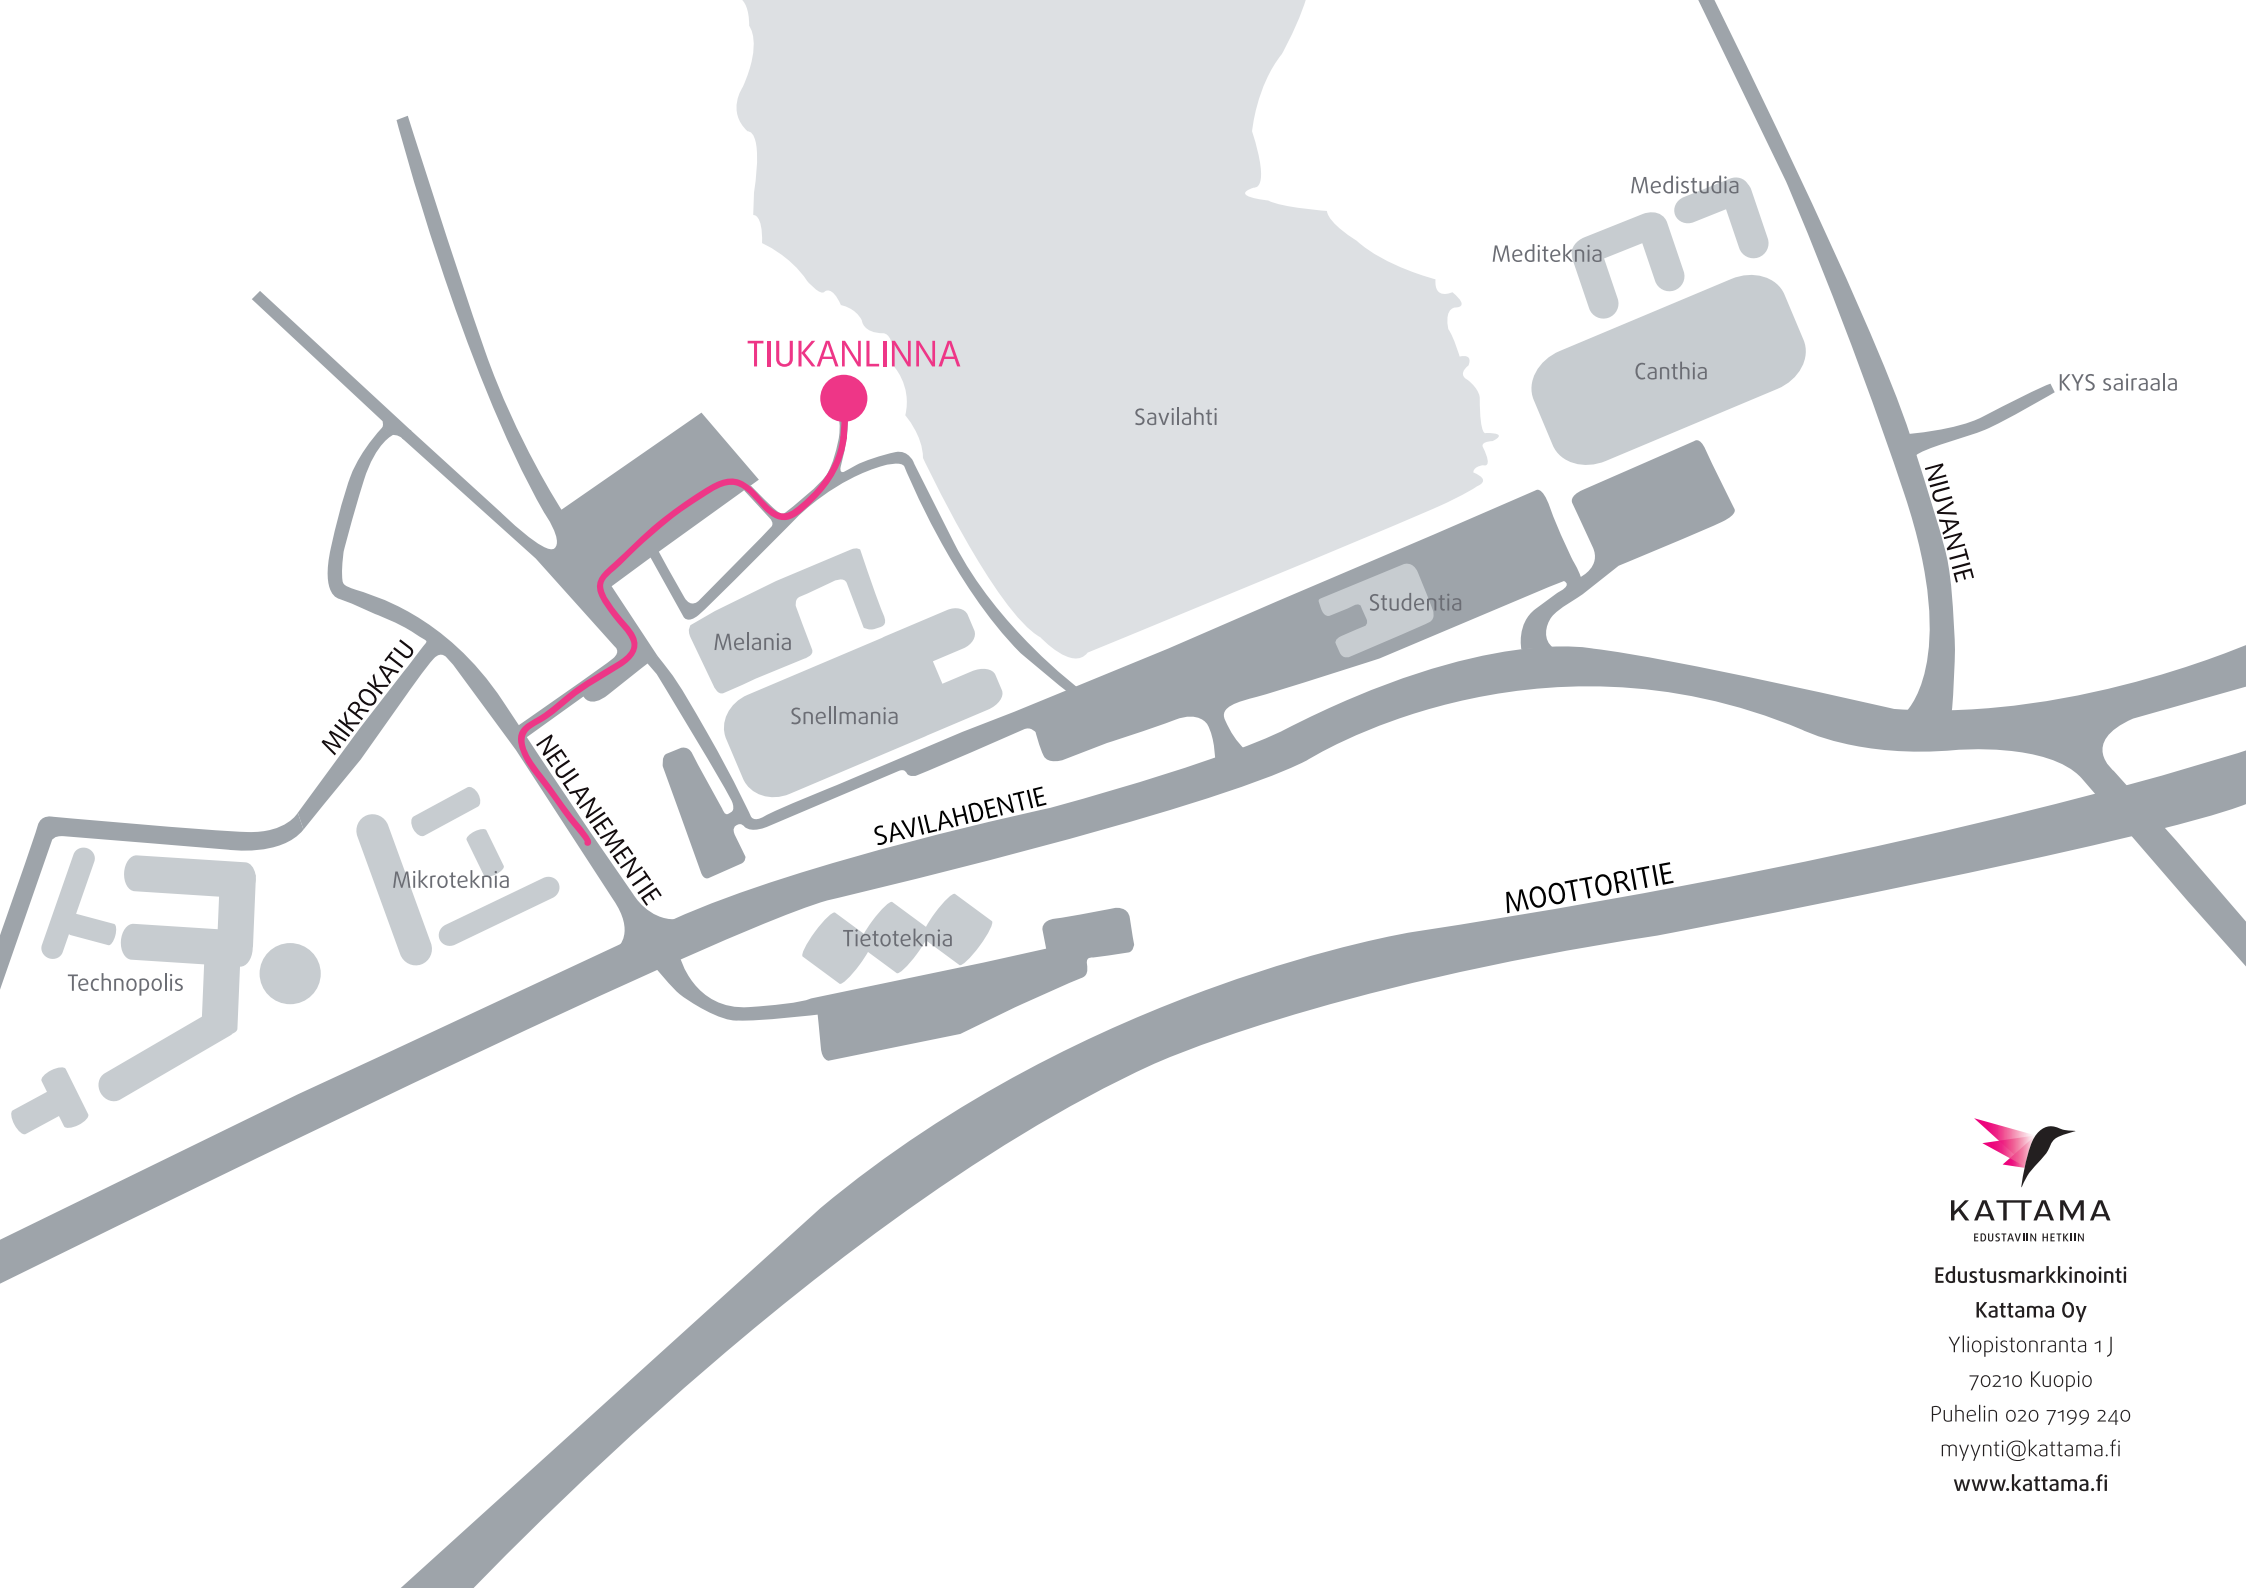 Medistudia
Mediteknia
TIUKANLINNA
Canthia
KYS sairaala
Savilahti
NIUVANTIE
Studentia
Melania
MIKROKATU
Snellmania
NEULANIEMENTIE
SAVILAHDENTIE
Mikroteknia
MOOTTORITIE
Tietoteknia
Technopolis
KATTAMA
EDUSTAVIIN HETKIIN
Edustusmarkkinointi
Kattama Oy
Yliopistonranta 1 J
70210 Kuopio
Puhelin 020 7199 240
myynti@kattama.fi
www.kattama.fi